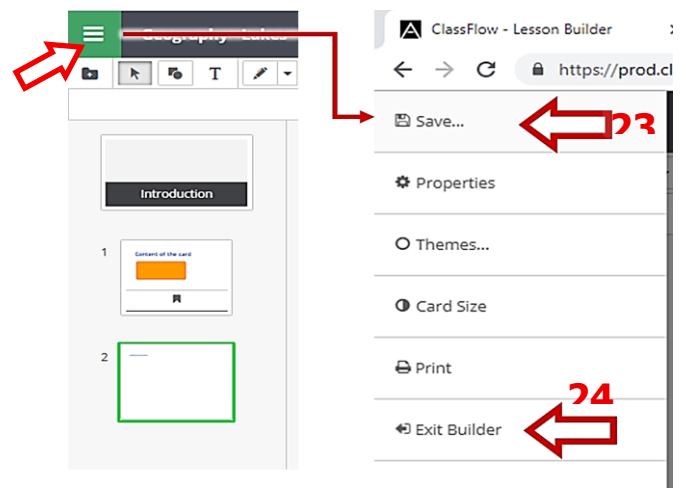 Geography - Lakes
T
Introduction
1
Content of the card
2
ClassFlow - Lesson Builder
https://prod.cl
Save...
23
Properties
Themes...
Card Size
Print
24
Exit Builder